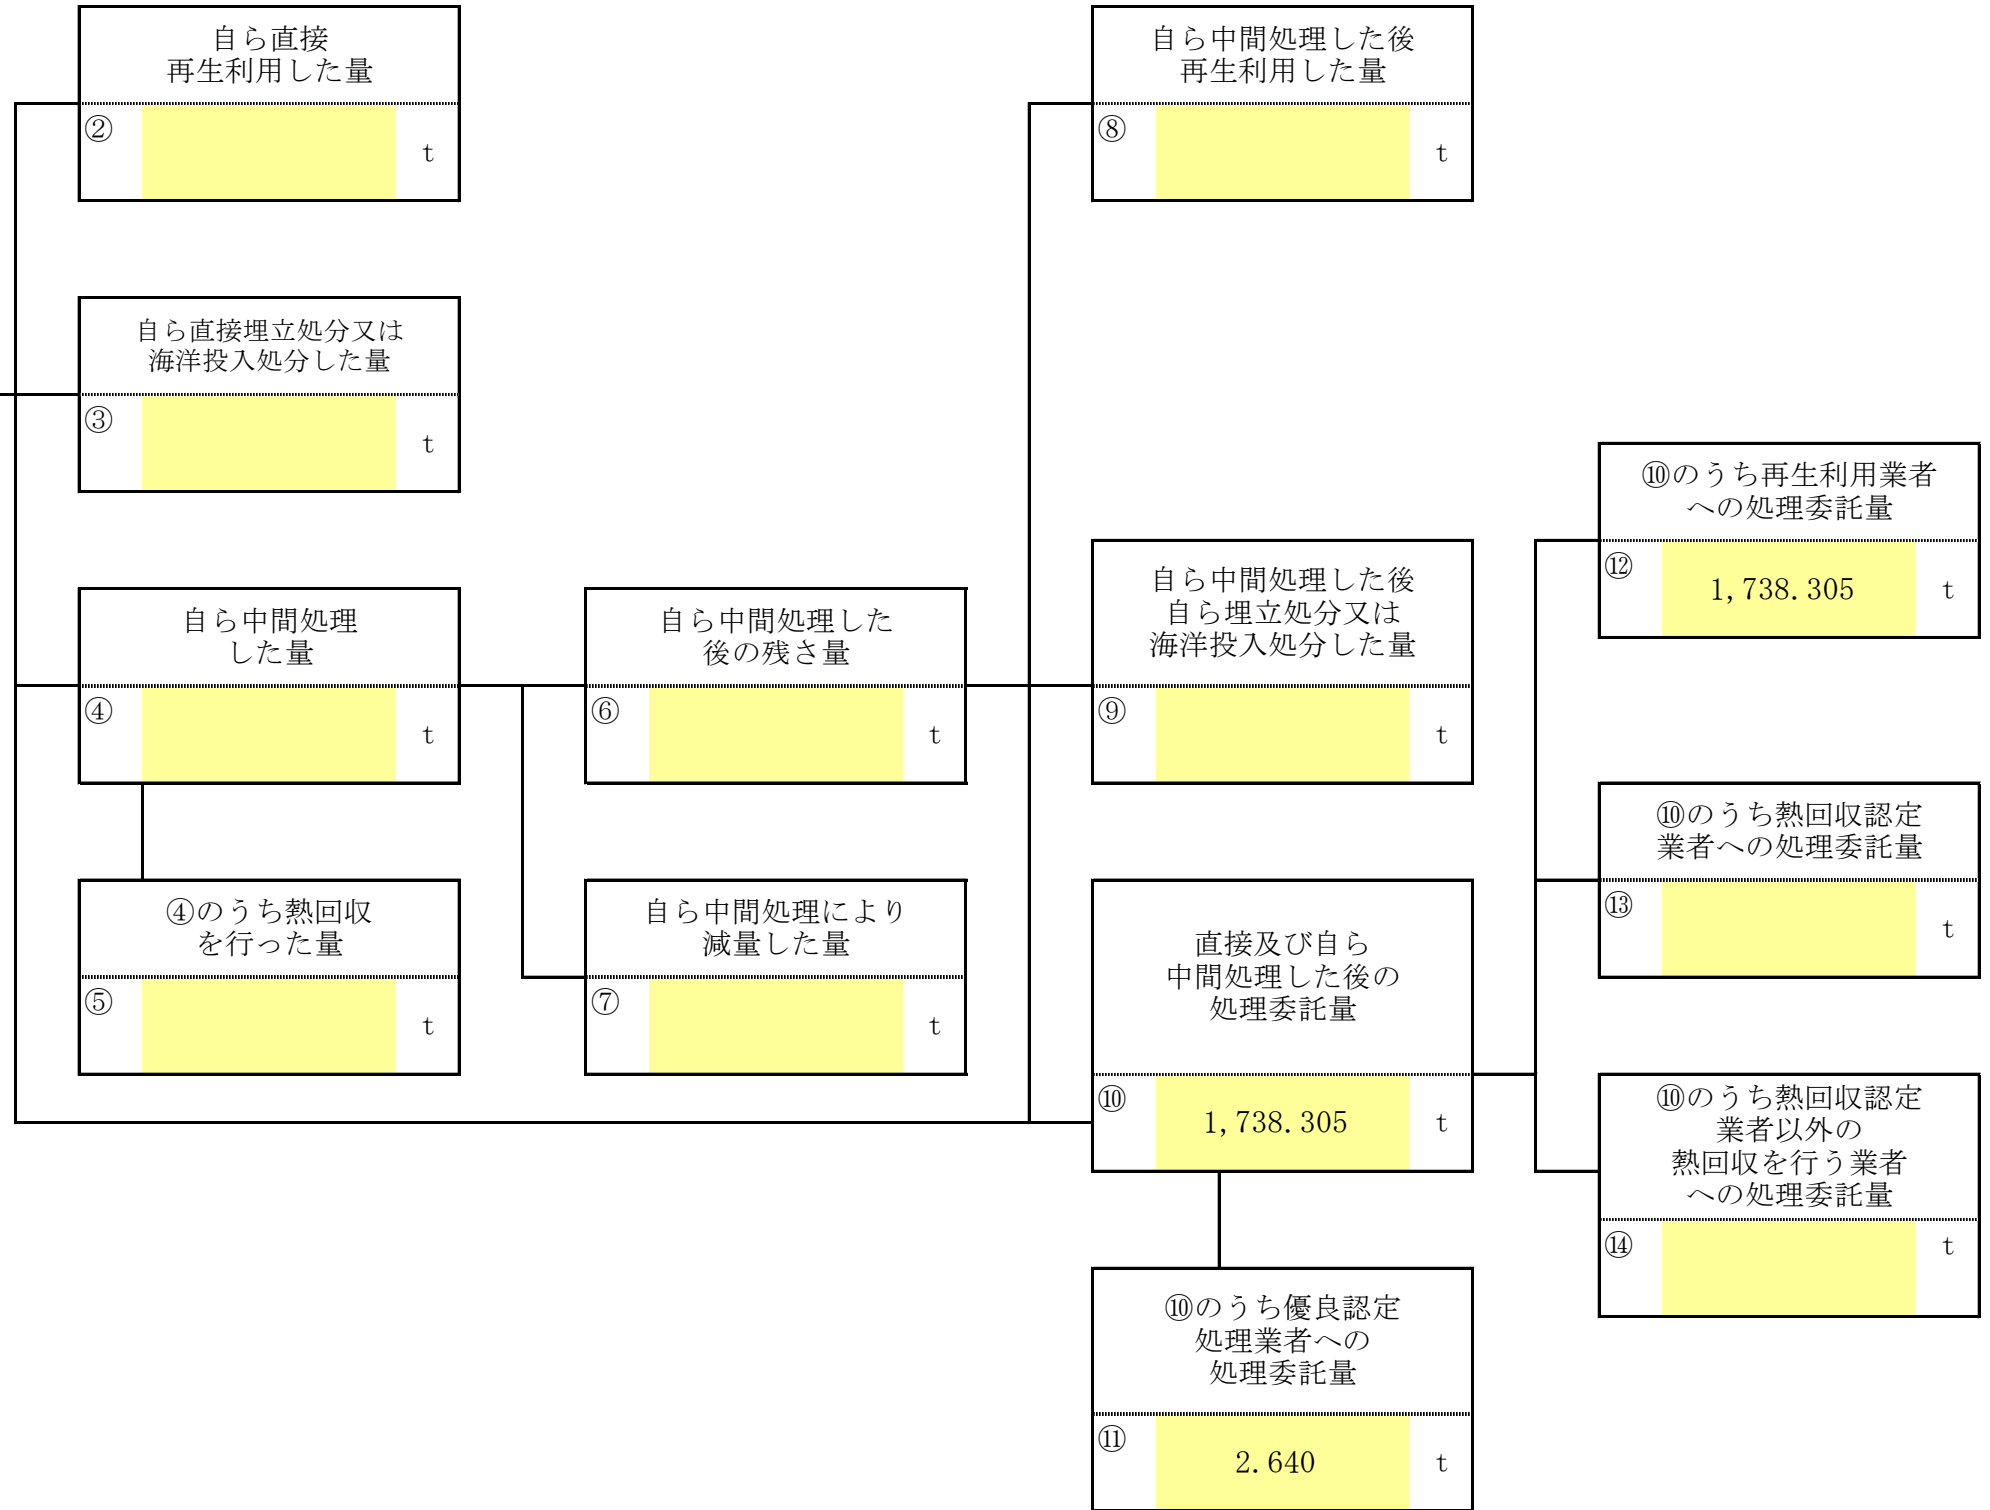 自ら直接
再生利用した量
②
t
自ら中間処理した後
再生利用した量
⑧
t
自ら直接埋立処分又は
海洋投入処分した量
③
t
⑩のうち再生利用業者
への処理委託量
⑫
1,738.305
t
自ら中間処理
した量
④
t
自ら中間処理した
後の残さ量
⑥
t
自ら中間処理した後
自ら埋立処分又は
海洋投入処分した量
⑨
t
⑩のうち熱回収認定
業者への処理委託量
⑬
t
④のうち熱回収
を行った量
⑤
t
自ら中間処理により
減量した量
⑦
t
直接及び自ら
中間処理した後の
処理委託量
⑩
1,738.305
t
⑩のうち熱回収認定
業者以外の
熱回収を行う業者
への処理委託量
⑭
t
⑩のうち優良認定
処理業者への
処理委託量
⑪
2.640
t